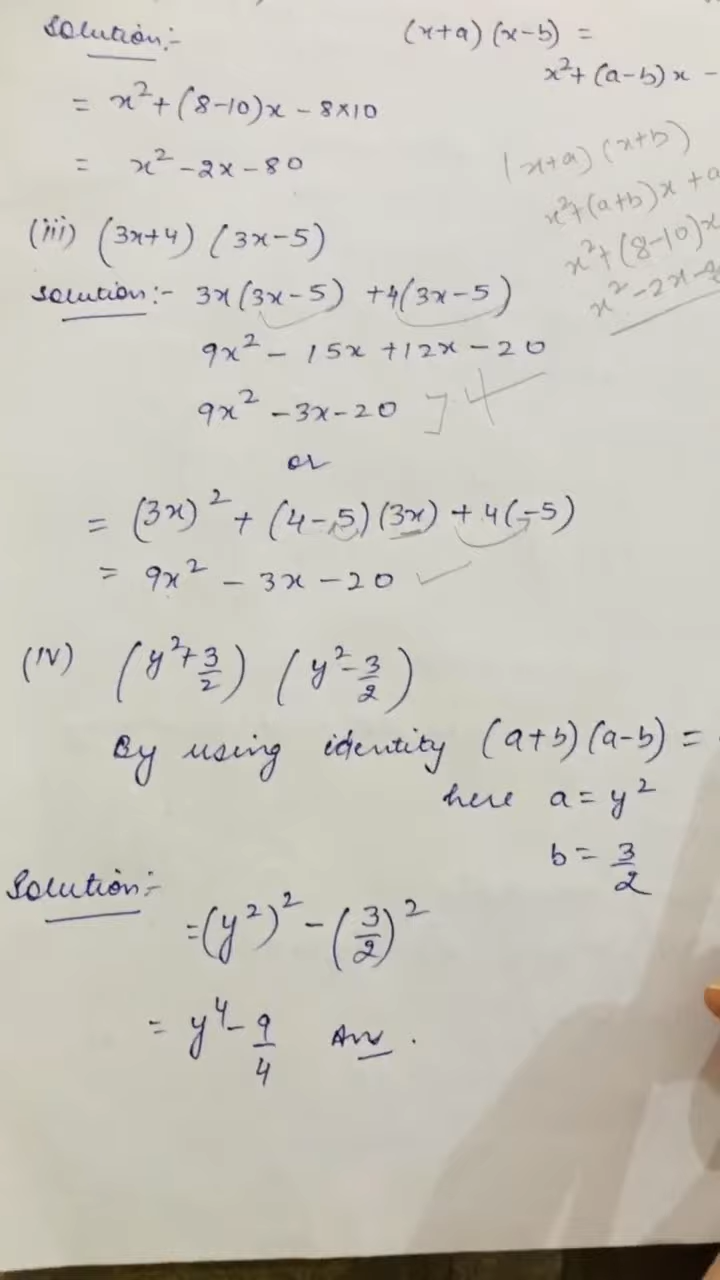 Solution:-
(x+a) (x-b) =
x²+(a-b)x -
= x²+(8-10)x - 8×10
= x² -2x-80
(x+a) (x+b)
x²+(a+b)x +a
x²+(8-10)x
x²-2x-8
(iii) (3x+4) (3x-5)
Solution:- 3x(3x-5) +4(3x-5)
9x² - 15x +12x -20
9x² -3x-20
or
= (3x)² + (4-5)(3x) + 4(-5)
= 9x² - 3x -20 ✓
(IV) (y²+3/2) (y²-3/2)
By using identity (a+b)(a-b) =
here a = y²
b = 3/2
Solution:-
=(y²)² - (3/2)²
= y⁴ - 9/4 Ans.